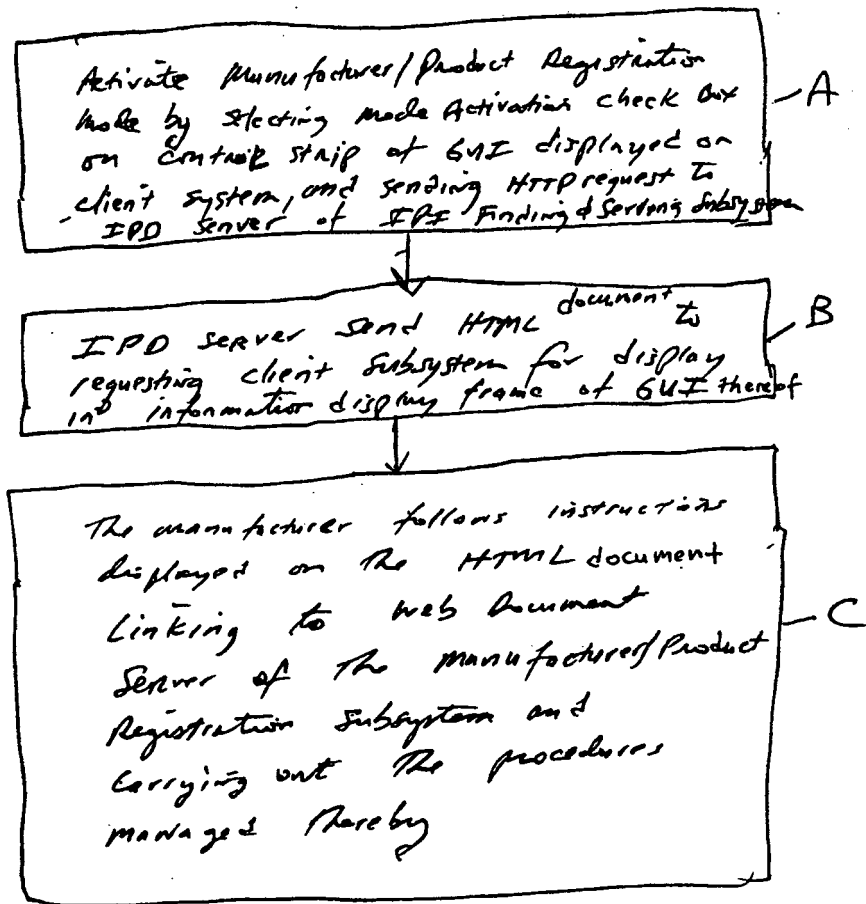 Activate Manufacturer/Product Registration
Mode by selecting Mode Activation check Box
on control strip of GUI displayed on
client system, and sending HTTP request to
IPD server of IPI Finding & Serving Subsystem
A
IPD server send HTML document to
requesting client subsystem for display
in information display frame of GUI thereof
B
The manufacturer follows instructions
displayed on the HTML document
Linking to Web Document
Server of the Manufacturer/Product
Registration Subsystem and
Carrying out the procedures
managed thereby
C